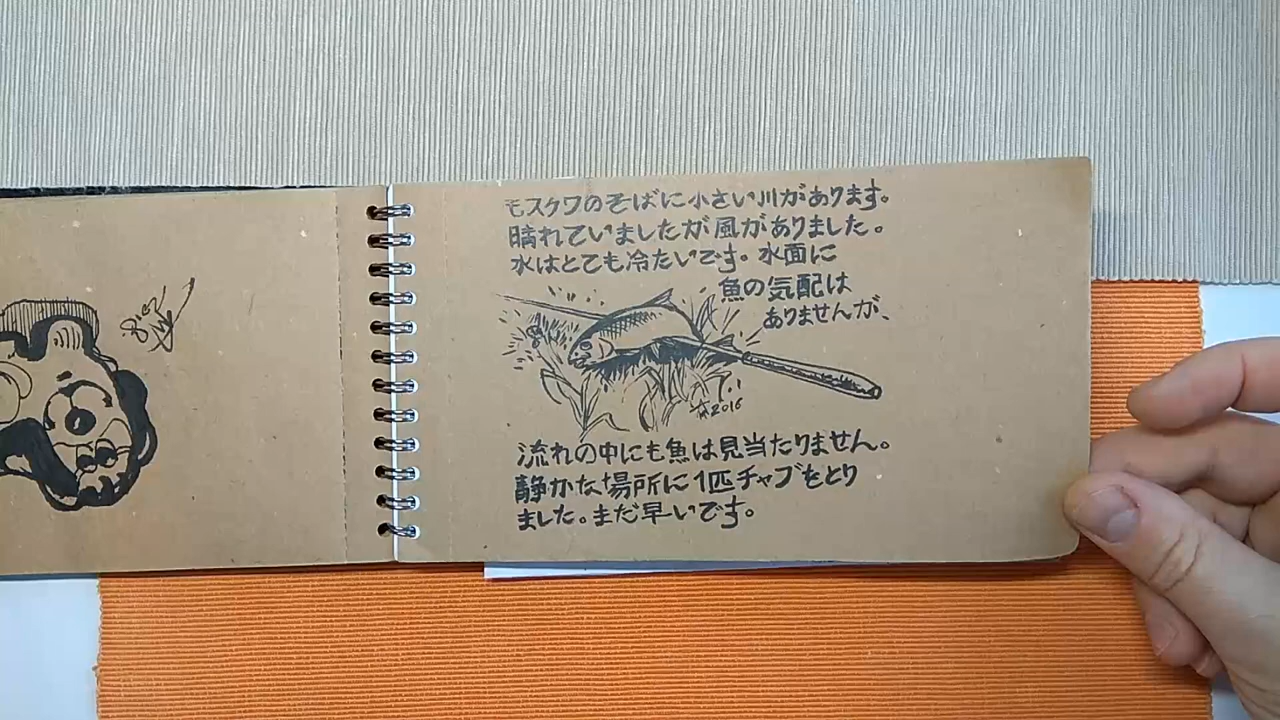 モスクワのそばに小さい川があります。
晴れていましたが風がありました。
水はとても冷たいです。水面に
魚の気配は
ありませんが、
2016
流れの中にも魚は見当たりません。
静かな場所に1匹チャブをとり
ました。まだ早いです。